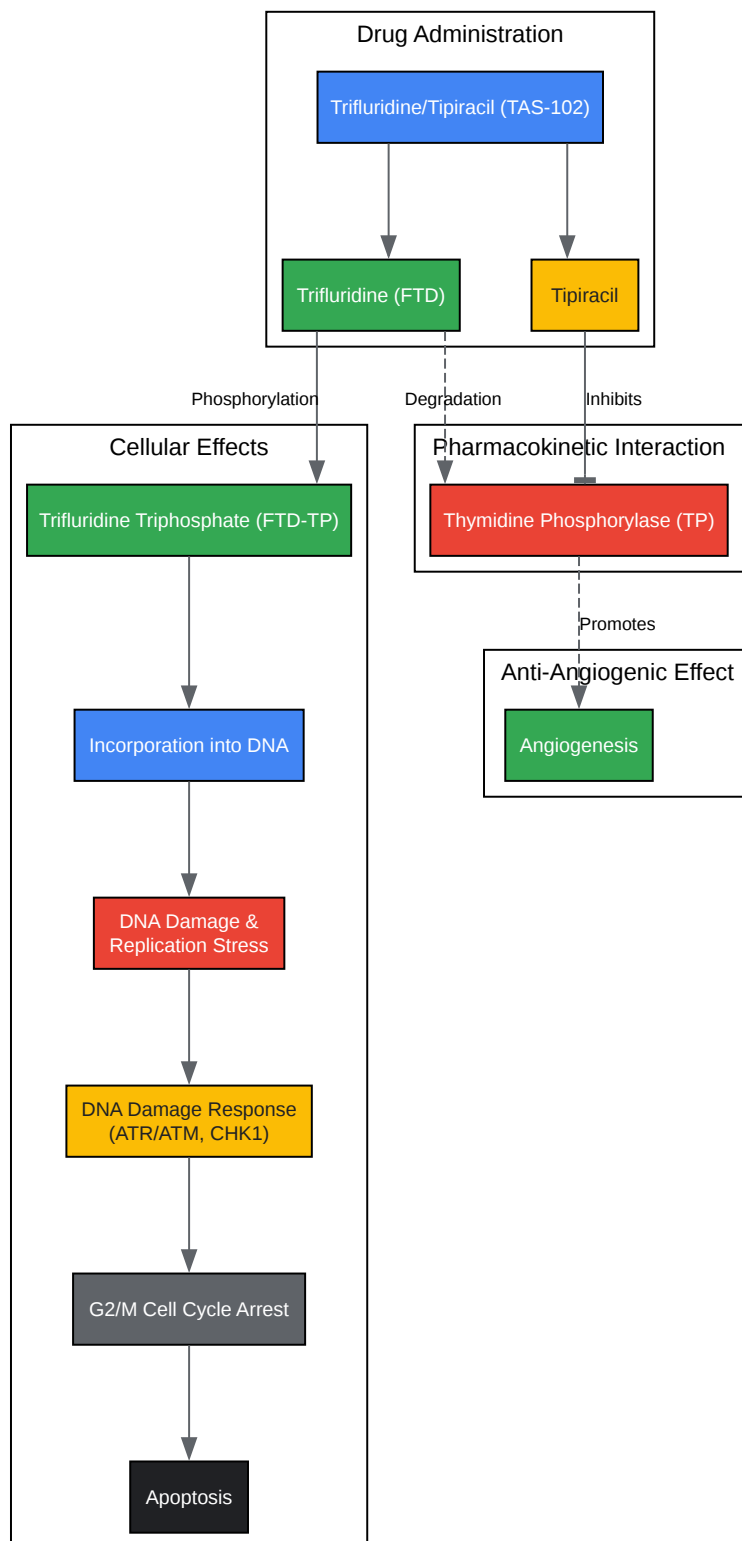 Drug Administration
Trifluridine/Tipiracil (TAS-102)
Trifluridine (FTD)
Tipiracil
Phosphorylation
Degradation
Inhibits
Cellular Effects
Pharmacokinetic Interaction
Trifluridine Triphosphate (FTD-TP)
Thymidine Phosphorylase (TP)
Promotes
Anti-Angiogenic Effect
Incorporation into DNA
Angiogenesis
DNA Damage &
Replication Stress
DNA Damage Response
(ATR/ATM, CHK1)
G2/M Cell Cycle Arrest
Apoptosis